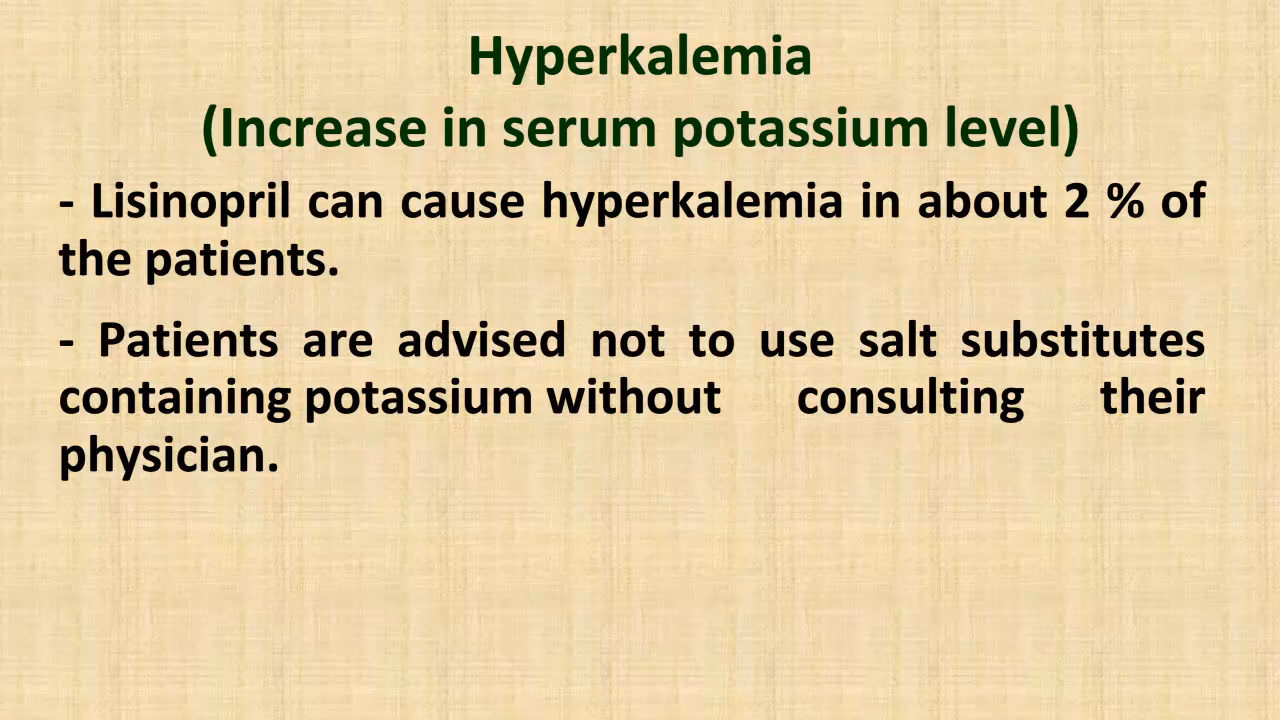 Hyperkalemia
(Increase in serum potassium level)
- Lisinopril can cause hyperkalemia in about 2 % of
the patients.
- Patients are advised not to use salt substitutes
containing potassium without consulting their
physician.